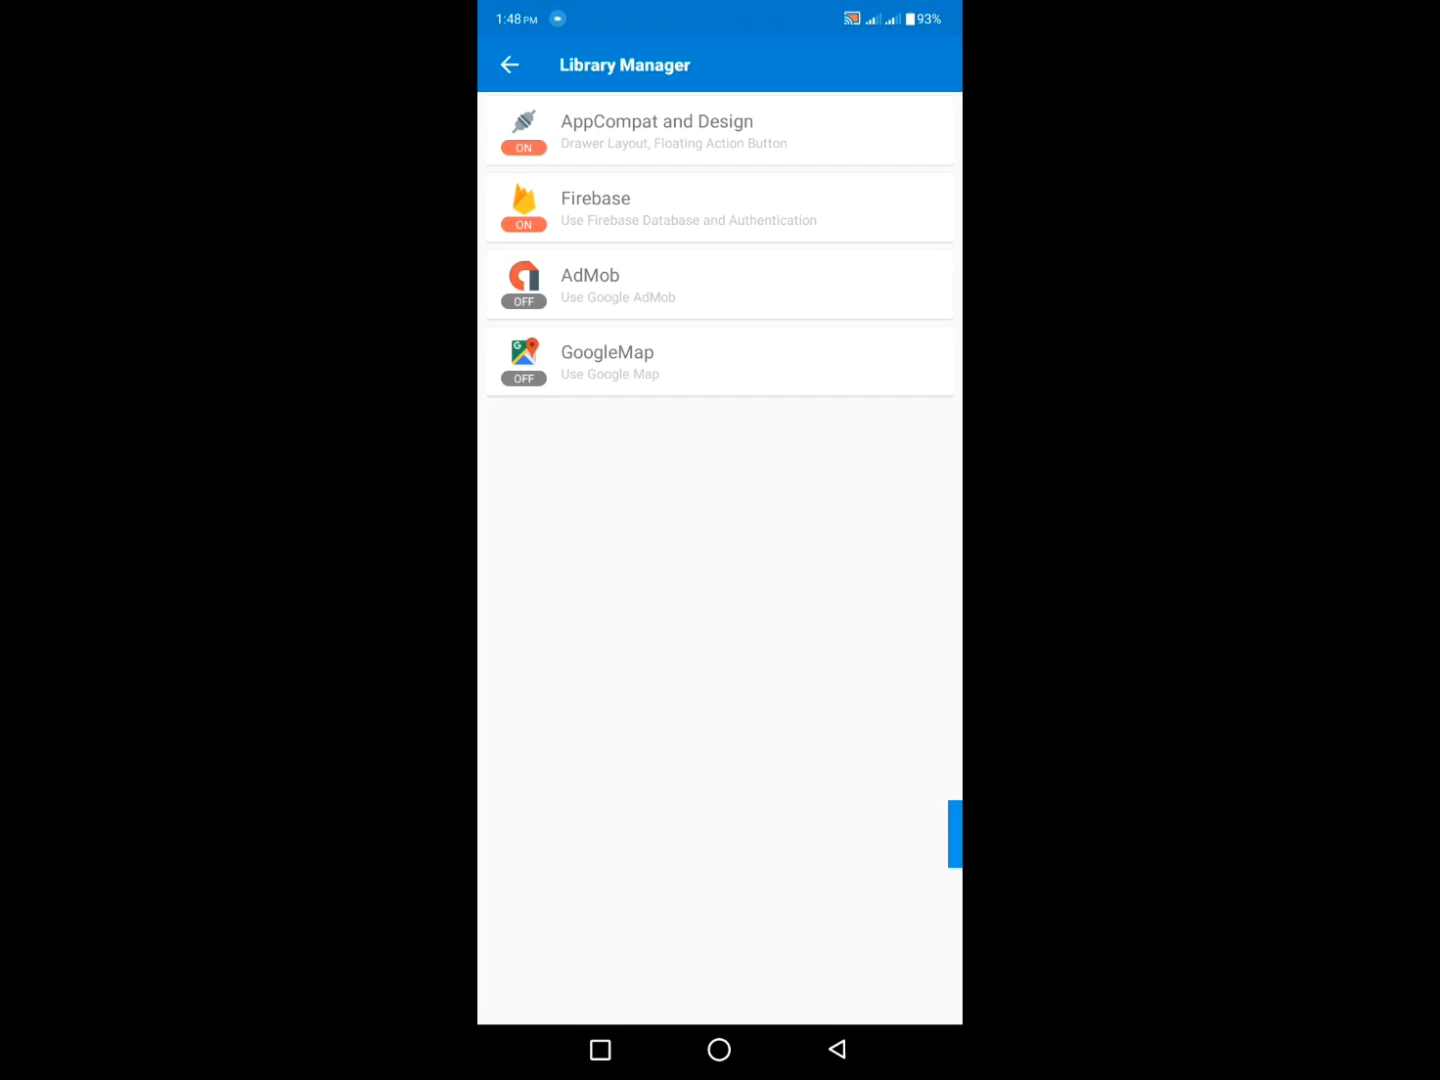 1:48 PM 93%
Library Manager
AppCompat and Design
ON
Drawer Layout, Floating Action Button
Firebase
ON
Use Firebase Database and Authentication
AdMob
OFF
Use Google AdMob
G
GoogleMap
OFF
Use Google Map